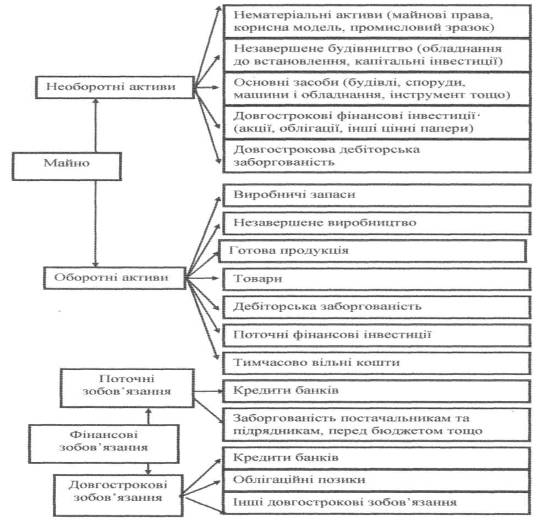 Нематеріальні активи (майнові права,
корисна модель, промисловий зразок)
Незавершене будівництво (обладнання
до встановлення, капітальні інвестиції)
Необоротні активи
Основні засоби (будівлі, споруди,
машини і обладнання, інструмент тощо)
Довгострокові фінансові інвестиції
(акції, облігації, інші цінні папери)
Довгострокова дебіторська
заборгованість
Майно
Виробничі запаси
Незавершене виробництво
Готова продукція
Оборотні активи
Товари
Дебіторська заборгованість
Поточні фінансові інвестиції
Тимчасово вільні кошти
Поточні
зобов’язання
Кредити банків
Заборгованість постачальникам та
підрядникам, перед бюджетом тощо
Фінансові
зобов’язання
Кредити банків
Довгострокові
зобов’язання
Облігаційні позики
Інші довгострокові зобов’язання